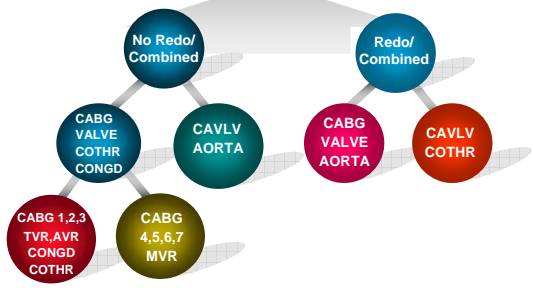 No Redo/
Combined
Redo/
Combined
CABG
VALVE
COTHR
CONGD
CAVLV
AORTA
CABG
VALVE
AORTA
CAVLV
COTHR
CABG 1,2,3
TVR,AVR
CONGD
COTHR
CABG
4,5,6,7
MVR